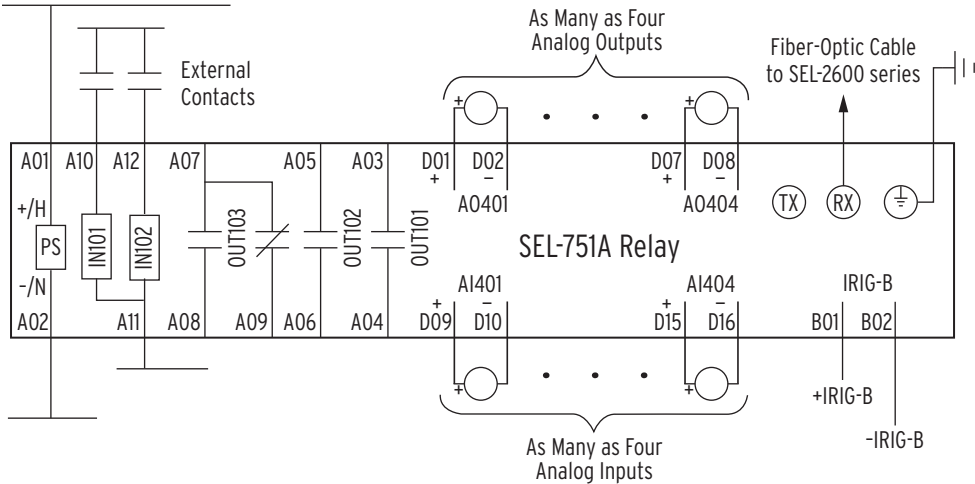 As Many as Four
Analog Outputs
External
Contacts
Fiber-Optic Cable
to SEL-2600 series
+ +
A01 A10 A12 A07 A05 A03 D01 D02 D07 D08
+ – + –
AO401 AO404
+/H
PS
–/N
IN101
IN102
OUT103
OUT102
OUT101
TX
RX
SEL-751A Relay
AI401 AI404 IRIG-B
+ – + –
A02 A11 A08 A09 A06 A04 D09 D10 D15 D16 B01 B02
+ +
+IRIG-B
–IRIG-B
As Many as Four
Analog Inputs